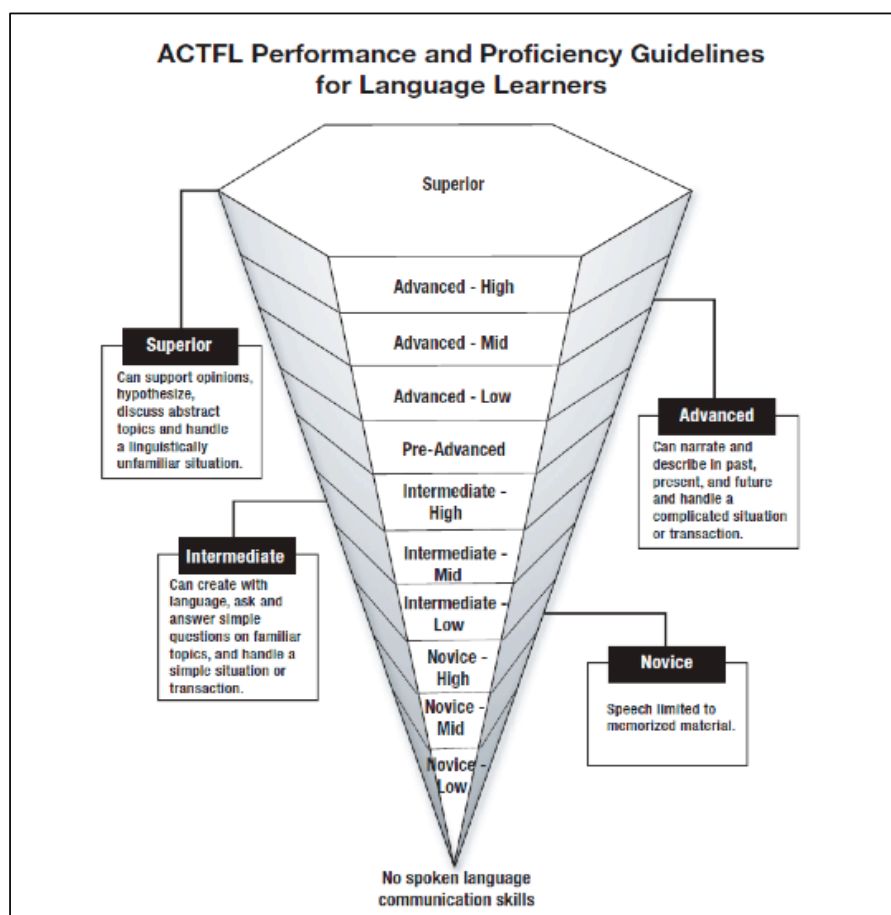 ACTFL Performance and Proficiency Guidelines
for Language Learners
Superior
Advanced - High
Advanced - Mid
Advanced - Low
Pre-Advanced
Intermediate -
High
Intermediate -
Mid
Intermediate -
Low
Novice -
High
Novice -
Mid
Novice -
Low
No spoken language
communication skills
Superior
Can support opinions,
hypothesize,
discuss abstract
topics and handle
a linguistically
unfamiliar situation.
Intermediate
Can create with
language, ask and
answer simple
questions on familiar
topics, and handle a
simple situation or
transaction.
Advanced
Can narrate and
describe in past,
present, and future
and handle a
complicated situation
or transaction.
Novice
Speech limited to
memorized material.